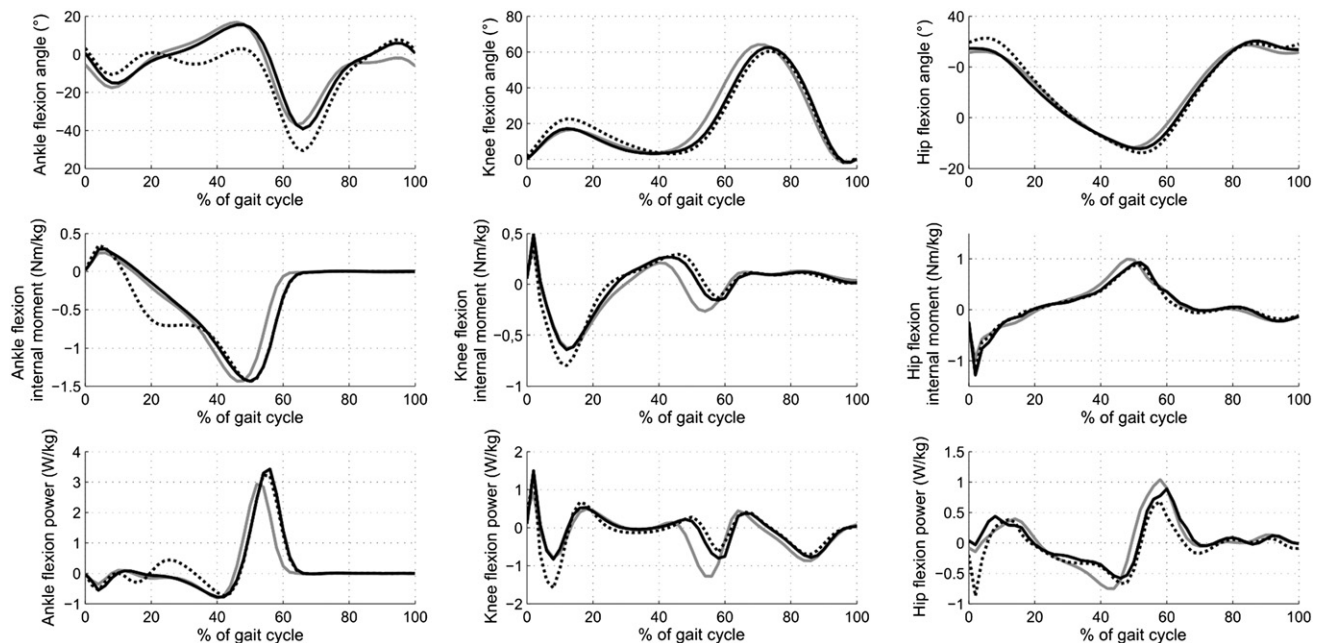 Ankle flexion angle (°)
20
0
−20
−40
20
0 20 40 60 80 100
% of gait cycle
Knee flexion angle (°)
80
60
40
20
0
0 20 40 60 80 100
% of gait cycle
Hip flexion angle (°)
40
−0
0
−20
0 20 40 60 80 100
% of gait cycle
Ankle flexion
internal moment (Nm/kg)
0.5
0
−0.5
−1
−1.5
0 20 40 60 80 100
% of gait cycle
Knee flexion
internal moment (Nm/kg)
0.5
0
−0.5
−1
0 20 40 60 80 100
% of gait cycle
Hip flexion
internal moment (Nm/kg)
1
0
−1
0 20 40 60 80 100
% of gait cycle
Ankle flexion power (W/kg)
4
3
2
1
0
−1
0 20 40 60 80 100
% of gait cycle
Knee flexion power (W/kg)
2
1
0
−1
−2
0 20 40 60 80 100
% of gait cycle
Hip flexion power (W/kg)
1.5
1
0.5
0
−0.5
−1
0 20 40 60 80 100
% of gait cycle